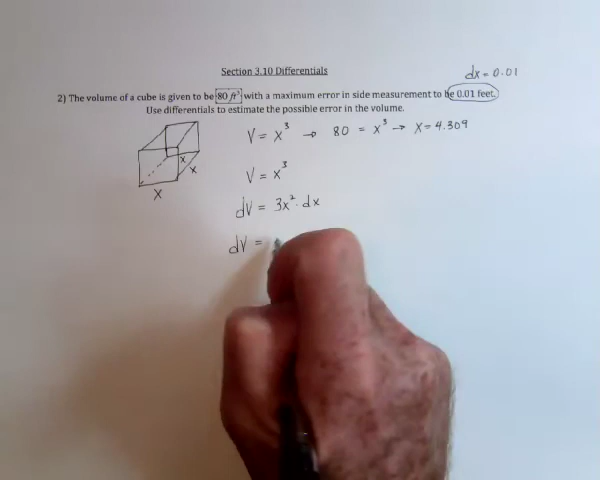 Section 3.10 Differentials
dx = 0.01
2) The volume of a cube is given to be 80 ft³ with a maximum error in side measurement to be 0.01 feet.
Use differentials to estimate the possible error in the volume.
V = x³ → 80 = x³ → x = 4.309
V = x³
x
x
x
dV = 3x² · dx
dV =